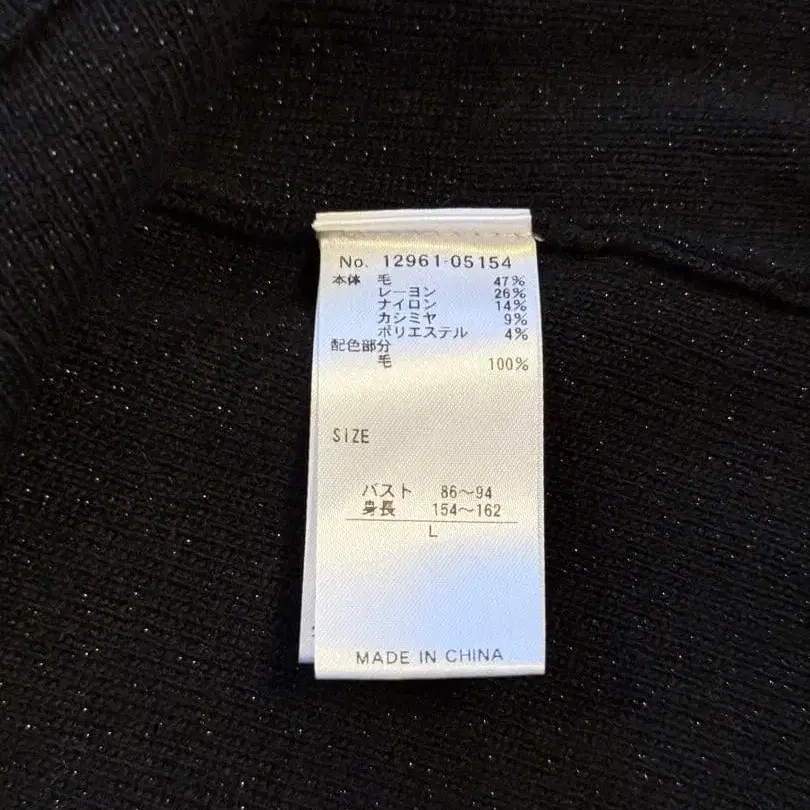 No. 12961-05154
本体 毛 47%
レーヨン 26%
ナイロン 14%
カシミヤ 9%
ポリエステル 4%
配色部分
毛 100%
SiZE
バスト 86～94
身長 154～162
L
MADE IN CHINA